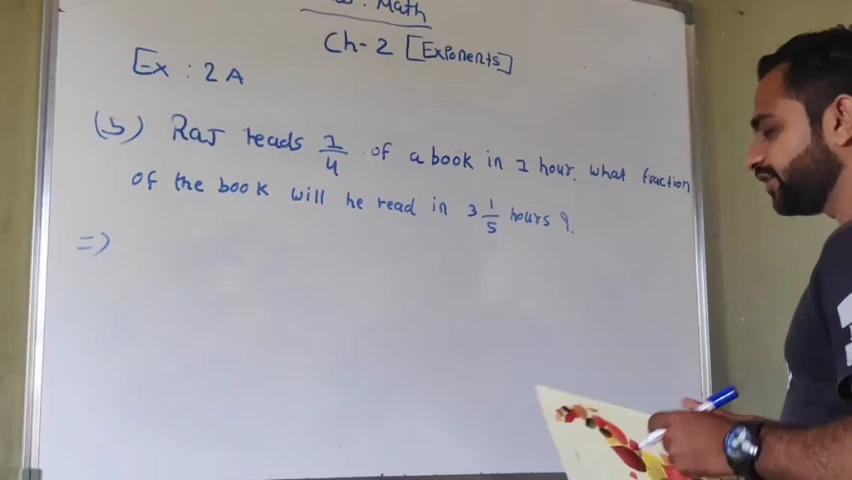 Math
Ch-2 [Exponents]
Ex : 2A
(5) Raj reads 1/4 of a book in 1 hour. what fraction
of the book will he read in 3 1/5 hours ?
=>